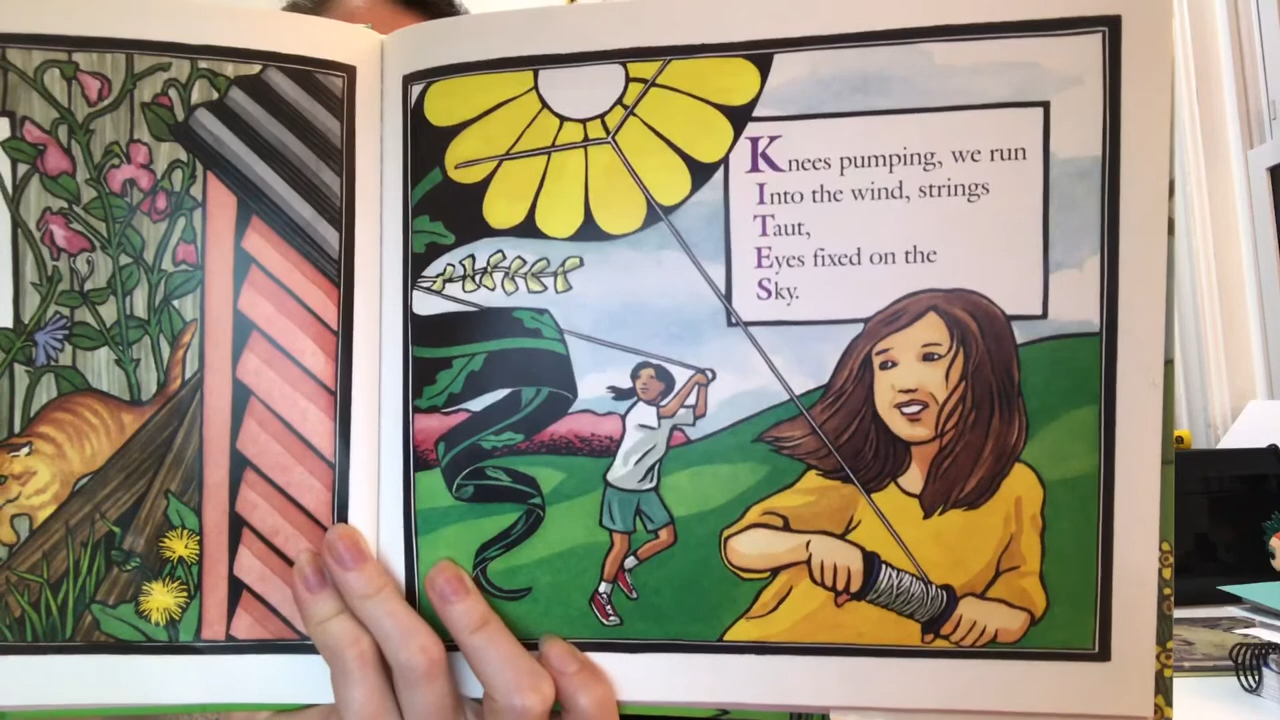 Knees pumping, we run
Into the wind, strings
Taut,
Eyes fixed on the
Sky.